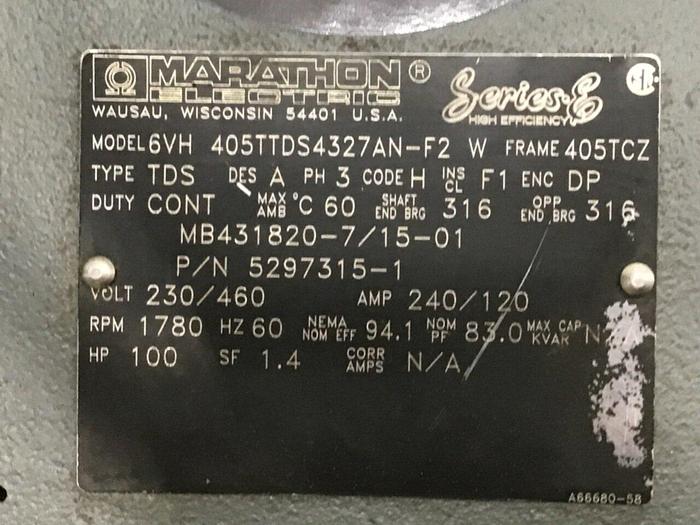 MARATHON ®
ELECTRIC
Series-E
HIGH EFFICIENCY
WAUSAU, WISCONSIN 54401 U.S.A.
MODEL 6VH 405TTDS4327AN-F2 W FRAME 405TCZ
TYPE TDS DES A PH 3 CODE H INS CL F1 ENC DP
DUTY CONT MAX AMB °C 60 SHAFT END BRG 316 OPP END BRG 316
MB431820-7/15-01
P/N 5297315-1
VOLT 230/460 AMP 240/120
RPM 1780 HZ 60 NEMA NOM EFF 94.1 NOM PF 83.0 MAX CAP KVAR
HP 100 SF 1.4 CORR AMPS N/A
A66680-58